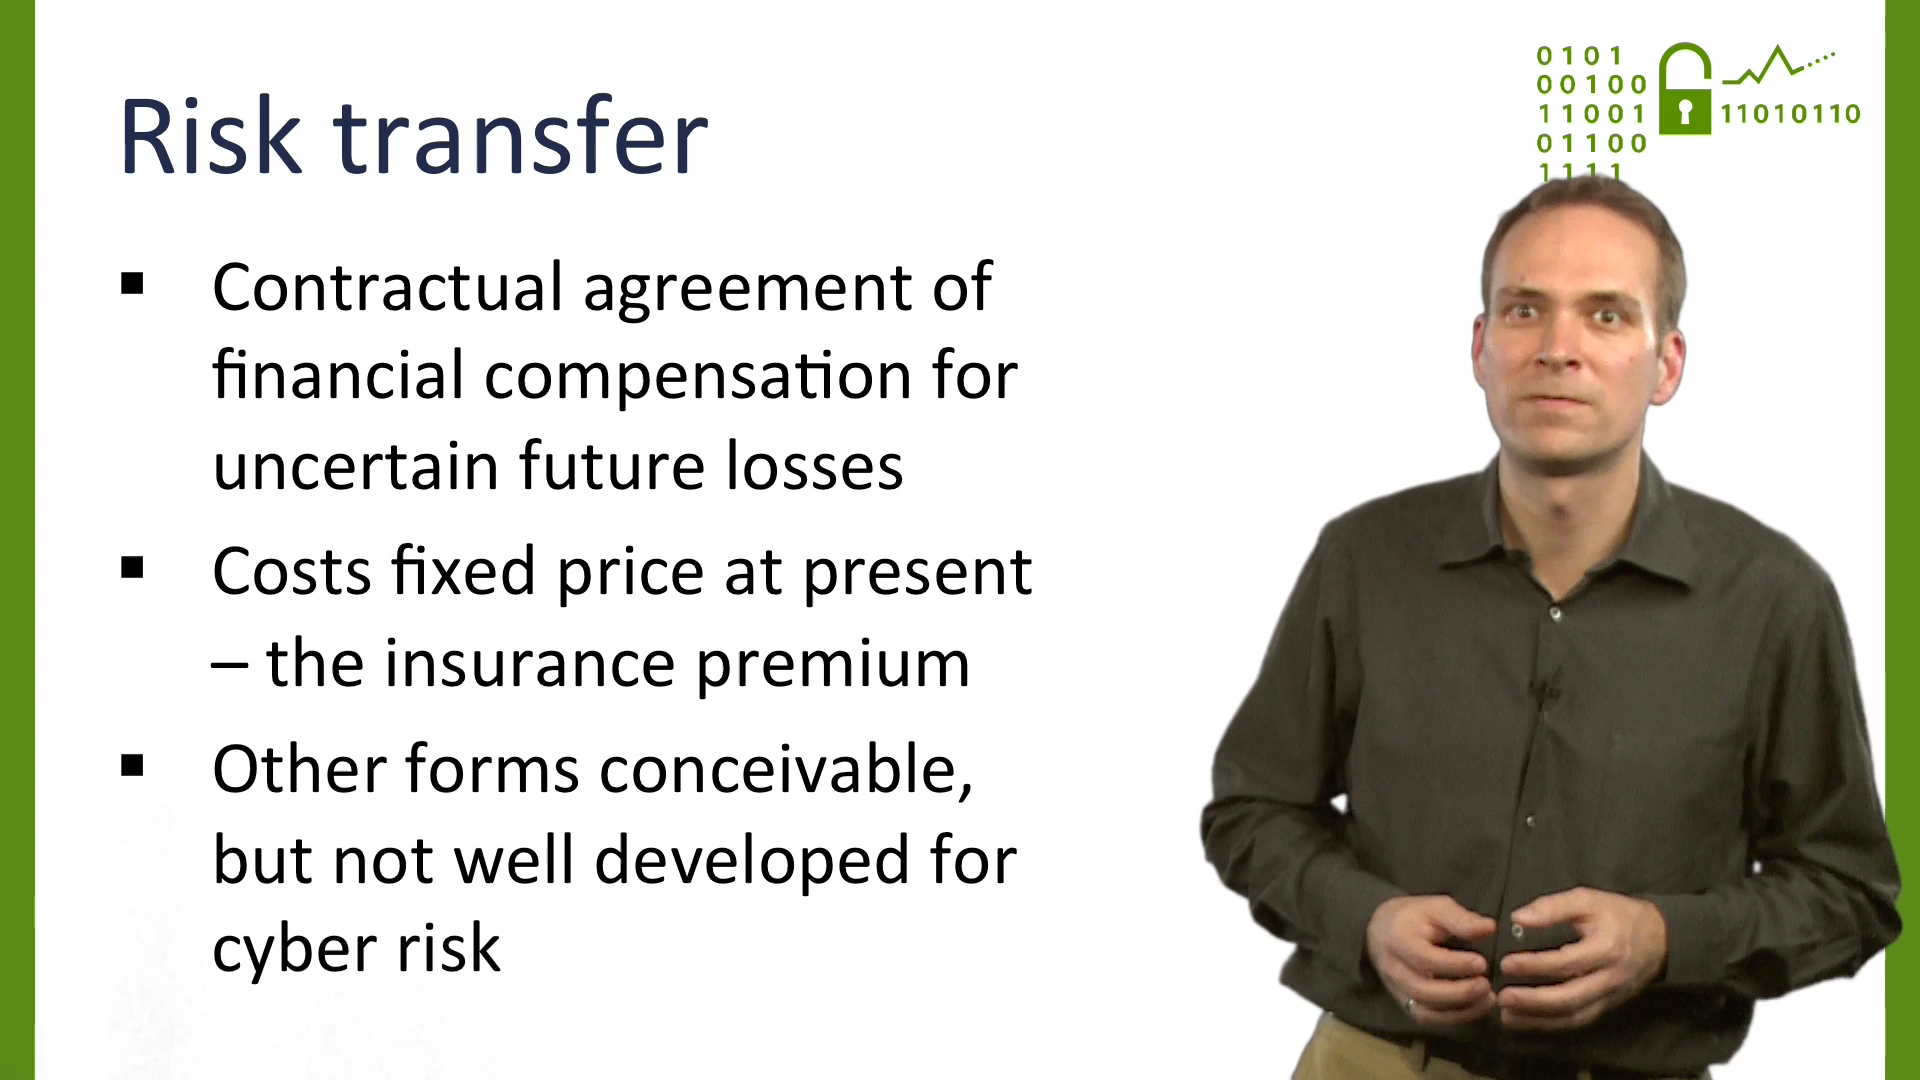 Risk transfer
0101
00100
11001
11010110
01100
1111
▪ Contractual agreement of
financial compensation for
uncertain future losses
▪ Costs fixed price at present
– the insurance premium
▪ Other forms conceivable,
but not well developed for
cyber risk